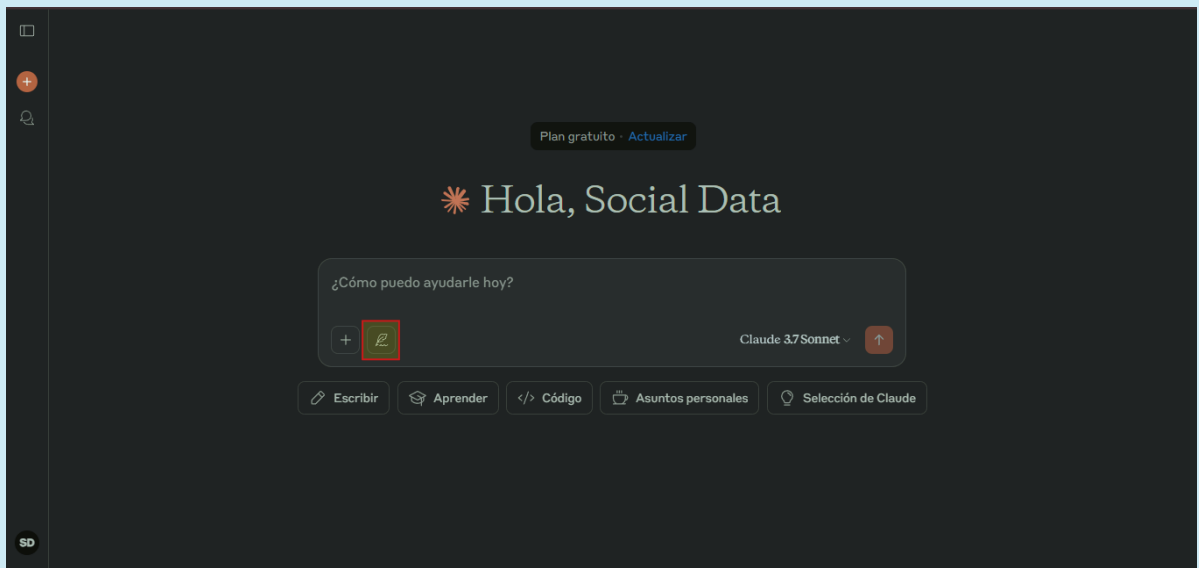 Plan gratuito · Actualizar
Hola, Social Data
¿Cómo puedo ayudarle hoy?
Claude 3.7 Sonnet
Escribir
Aprender
</> Código
Asuntos personales
Selección de Claude
SD